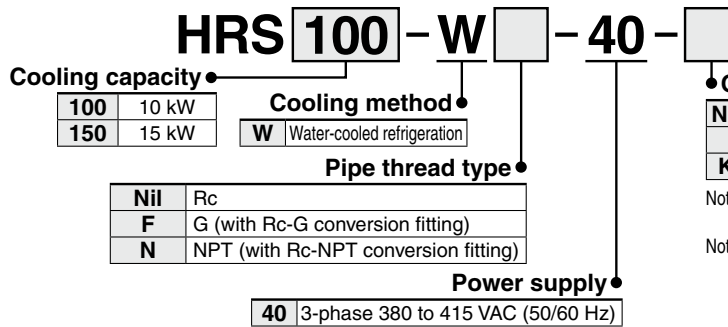 HRS 100 - W - 40 -
Cooling capacity
100 10 kW
150 15 kW
Cooling method
W Water-cooled refrigeration
Pipe thread type
Nil Rc
F G (with Rc-G conversion fitting)
N NPT (with Rc-NPT conversion fitting)
Power supply
40 3-phase 380 to 415 VAC (50/60 Hz)